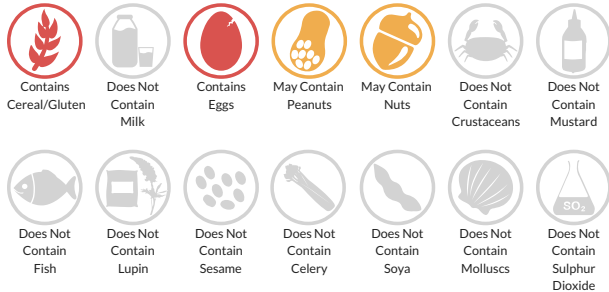 Contains
Cereal/Gluten
Does Not
Contain
Milk
Contains
Eggs
May Contain
Peanuts
May Contain
Nuts
Does Not
Contain
Crustaceans
Does Not
Contain
Mustard
Does Not
Contain
Fish
Does Not
Contain
Lupin
Does Not
Contain
Sesame
Does Not
Contain
Celery
Does Not
Contain
Soya
Does Not
Contain
Molluscs
SO₂
Does Not
Contain
Sulphur
Dioxide